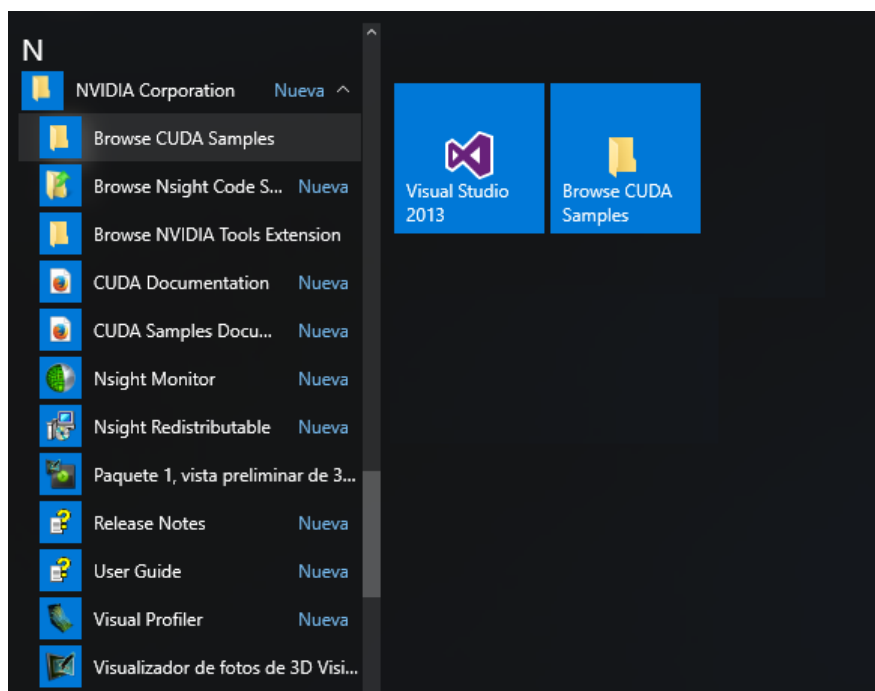 N
NVIDIA Corporation Nueva
Browse CUDA Samples
Browse Nsight Code S... Nueva
Browse NVIDIA Tools Extension
CUDA Documentation Nueva
CUDA Samples Docu... Nueva
Nsight Monitor Nueva
Nsight Redistributable Nueva
Paquete 1, vista preliminar de 3...
Release Notes Nueva
User Guide Nueva
Visual Profiler Nueva
Visualizador de fotos de 3D Visi...
Visual Studio
2013
Browse CUDA
Samples